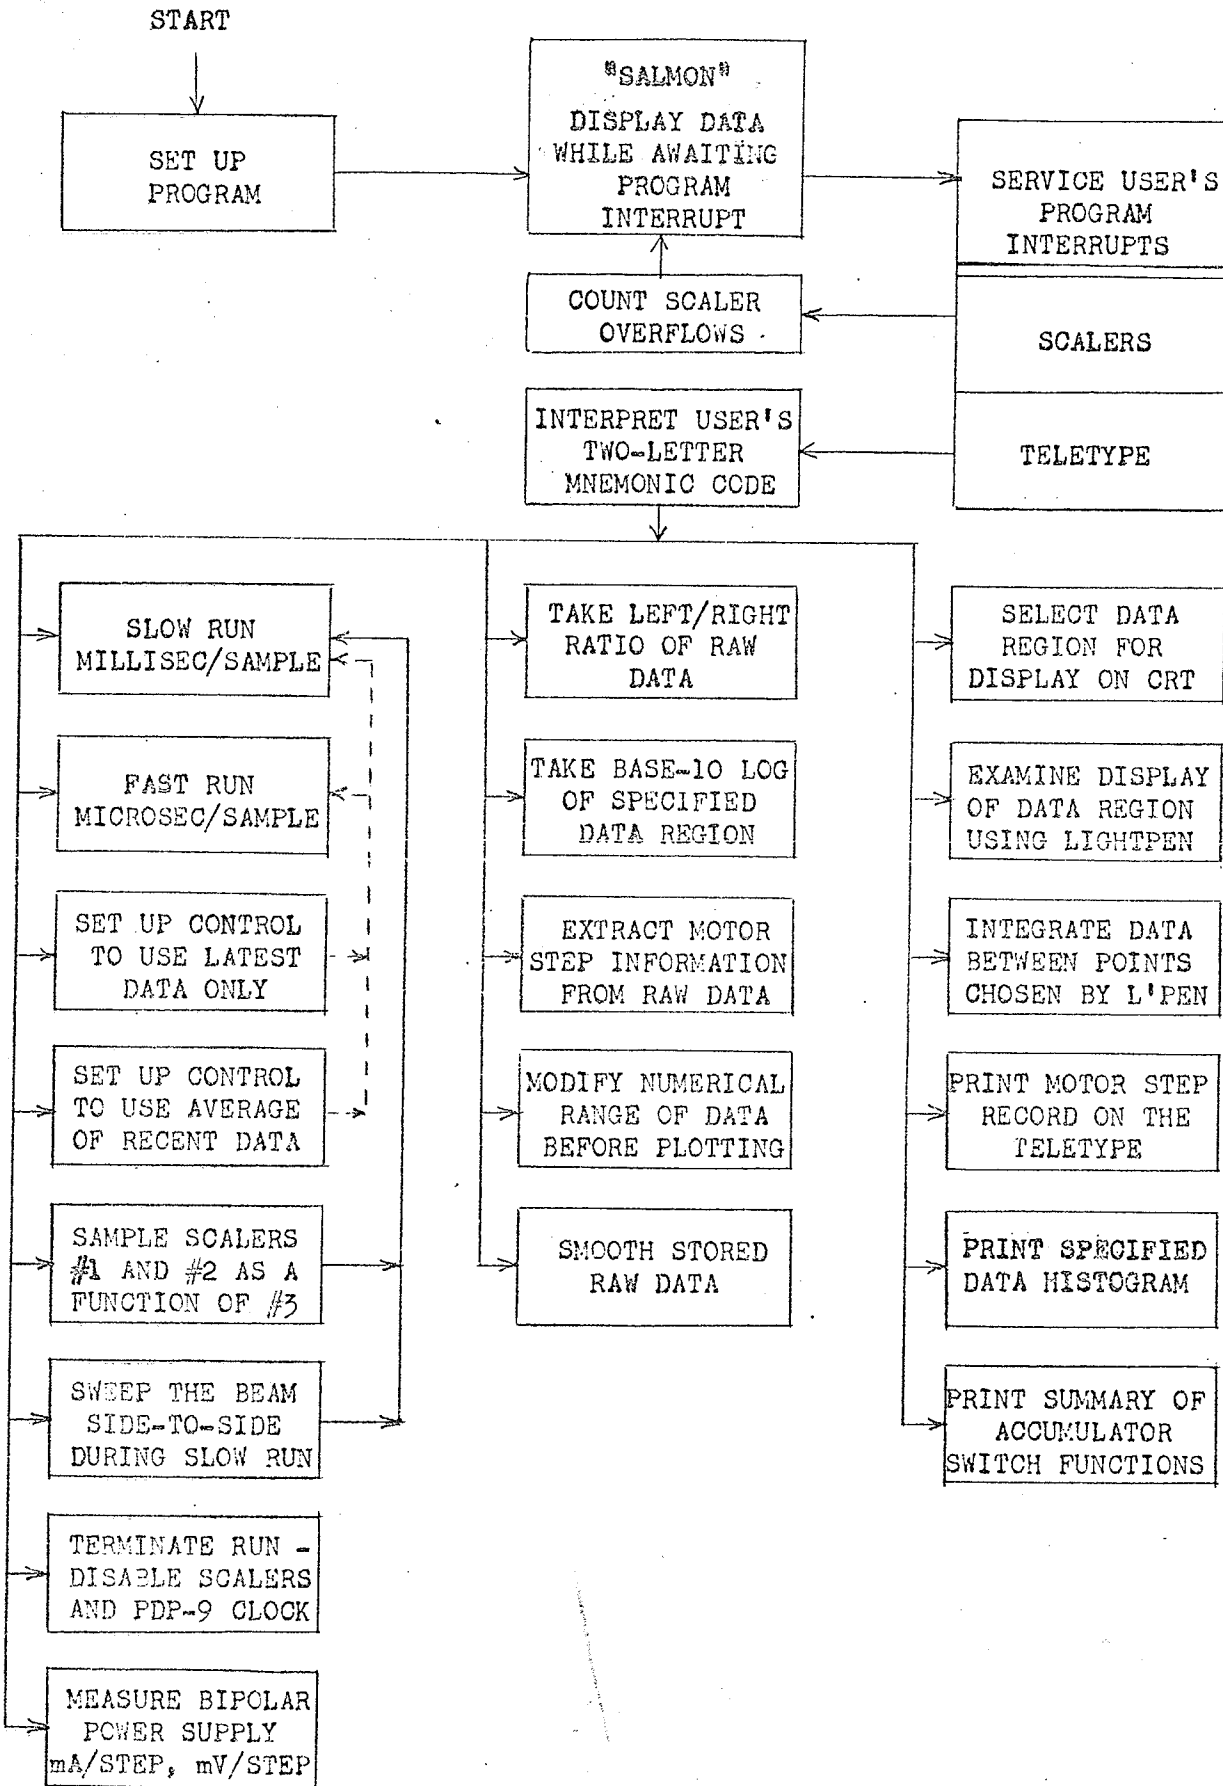 START
SET UP
PROGRAM
"SALMON"
DISPLAY DATA
WHILE AWAITING
PROGRAM
INTERRUPT
SERVICE USER'S
PROGRAM
INTERRUPTS
COUNT SCALER
OVERFLOWS
SCALERS
INTERPRET USER'S
TWO-LETTER
MNEMONIC CODE
TELETYPE
SLOW RUN
MILLISEC/SAMPLE
FAST RUN
MICROSEC/SAMPLE
SET UP CONTROL
TO USE LATEST
DATA ONLY
SET UP CONTROL
TO USE AVERAGE
OF RECENT DATA
SAMPLE SCALERS
#1 AND #2 AS A
FUNCTION OF #3
SWEEP THE BEAM
SIDE-TO-SIDE
DURING SLOW RUN
TERMINATE RUN -
DISABLE SCALERS
AND PDP-9 CLOCK
MEASURE BIPOLAR
POWER SUPPLY
mA/STEP, mV/STEP
TAKE LEFT/RIGHT
RATIO OF RAW
DATA
TAKE BASE-10 LOG
OF SPECIFIED
DATA REGION
EXTRACT MOTOR
STEP INFORMATION
FROM RAW DATA
MODIFY NUMERICAL
RANGE OF DATA
BEFORE PLOTTING
SMOOTH STORED
RAW DATA
SELECT DATA
REGION FOR
DISPLAY ON CRT
EXAMINE DISPLAY
OF DATA REGION
USING LIGHTPEN
INTEGRATE DATA
BETWEEN POINTS
CHOSEN BY L'PEN
PRINT MOTOR STEP
RECORD ON THE
TELETYPE
PRINT SPECIFIED
DATA HISTOGRAM
PRINT SUMMARY OF
ACCUMULATOR
SWITCH FUNCTIONS